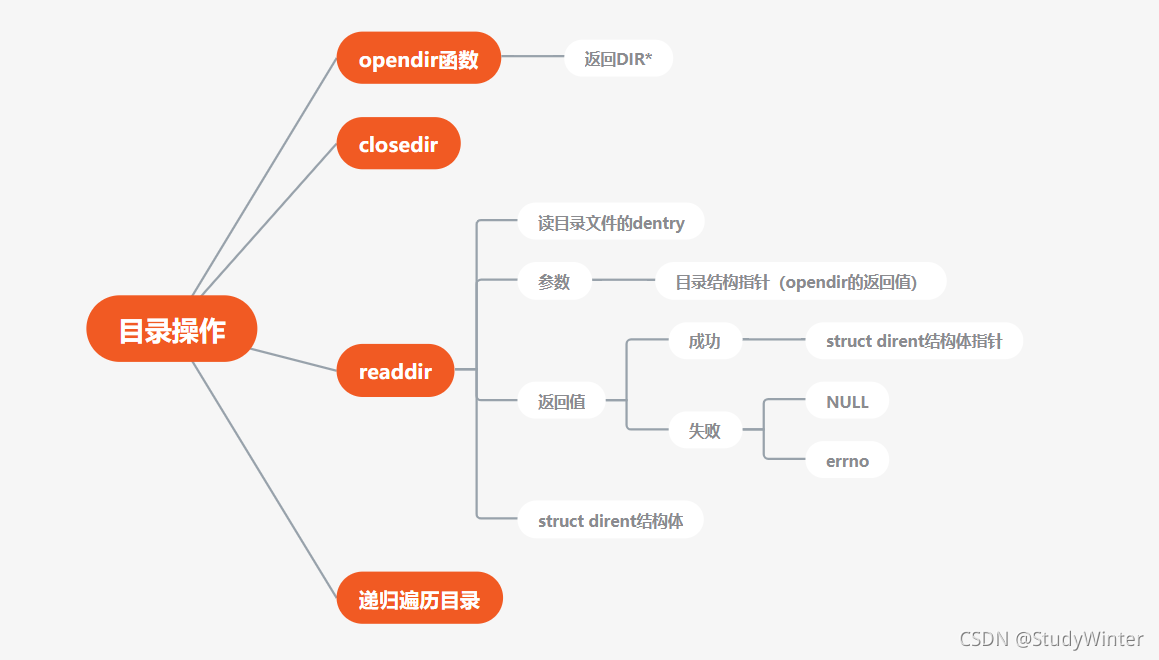 目录操作
opendir函数
返回DIR*
closedir
readdir
读目录文件的dentry
参数
目录结构指针（opendir的返回值）
返回值
成功
struct dirent结构体指针
失败
NULL
errno
struct dirent结构体
递归遍历目录
CSDN @StudyWinter